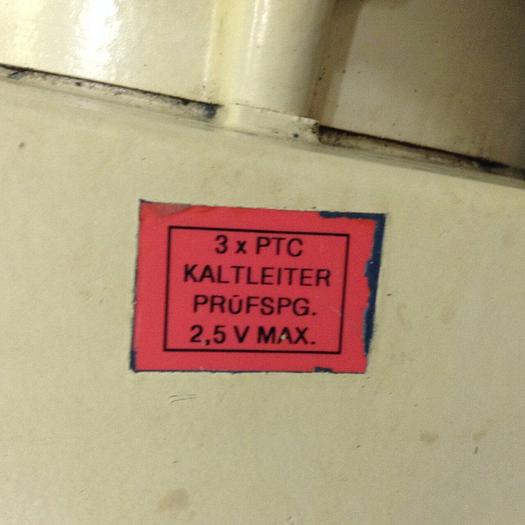 3 x PTC
KALTLEITER
PRÜFSPG.
2,5 V MAX.